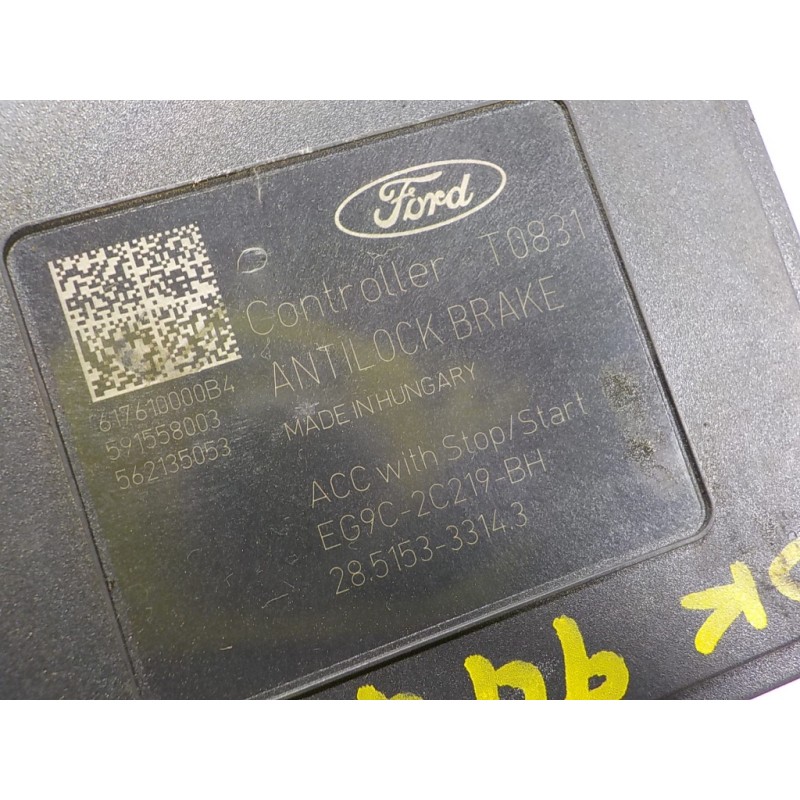 Ford
Controller T0831
ANTILOCK BRAKE
MADE IN HUNGARY
617610000B4
591558003
562135053
ACC with Stop/Start
EG9C-2C219-BH
28.5153-3314.3